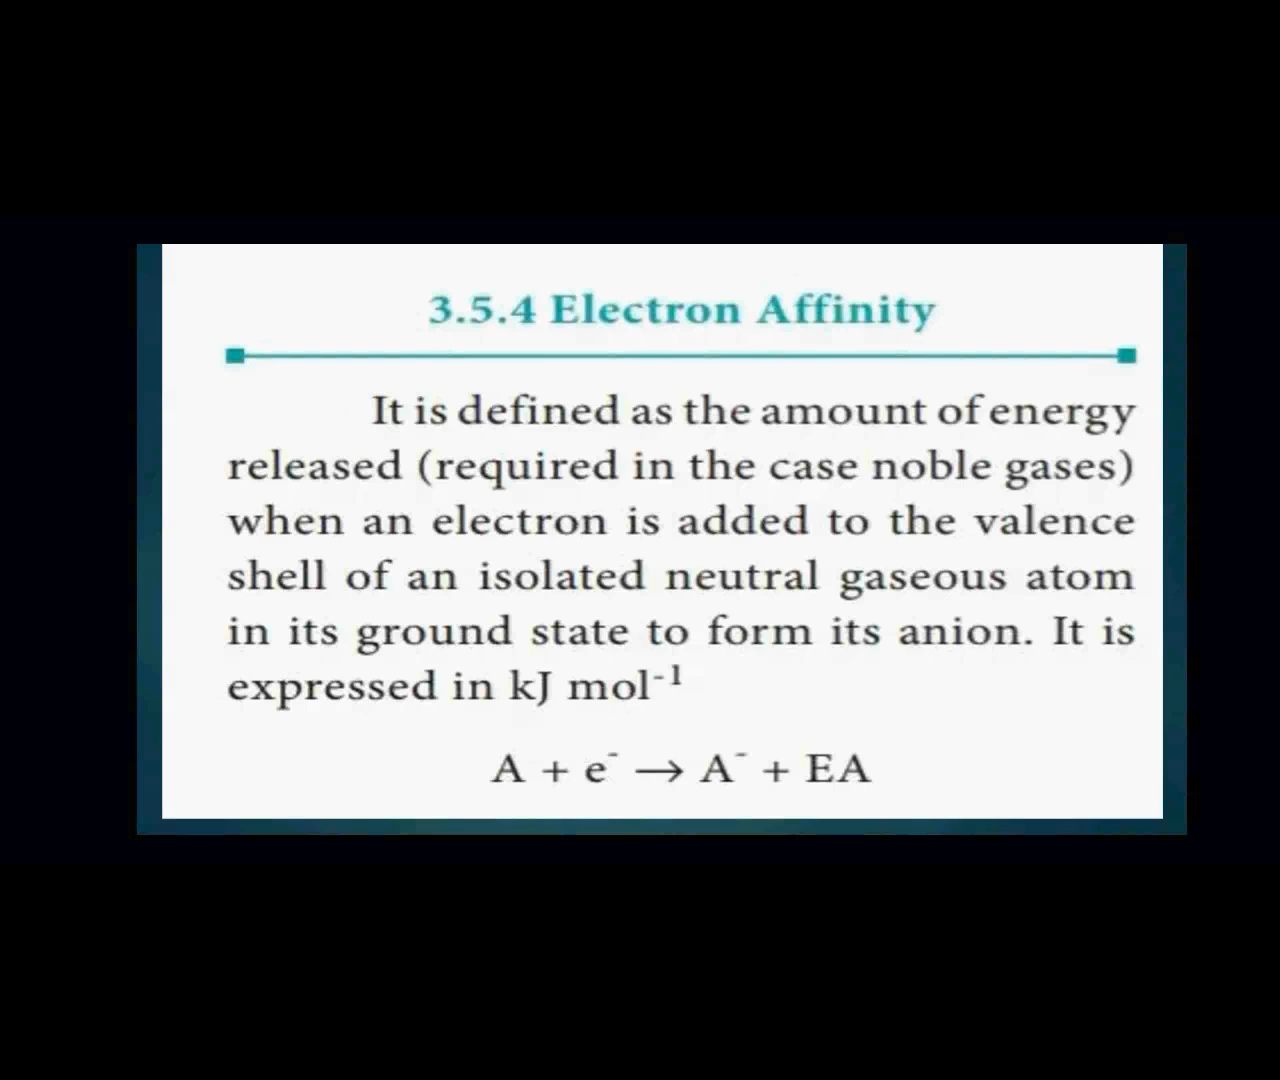 3.5.4 Electron Affinity
It is defined as the amount of energy
released (required in the case noble gases)
when an electron is added to the valence
shell of an isolated neutral gaseous atom
in its ground state to form its anion. It is
expressed in kJ mol⁻¹
A + e⁻ → A⁻ + EA